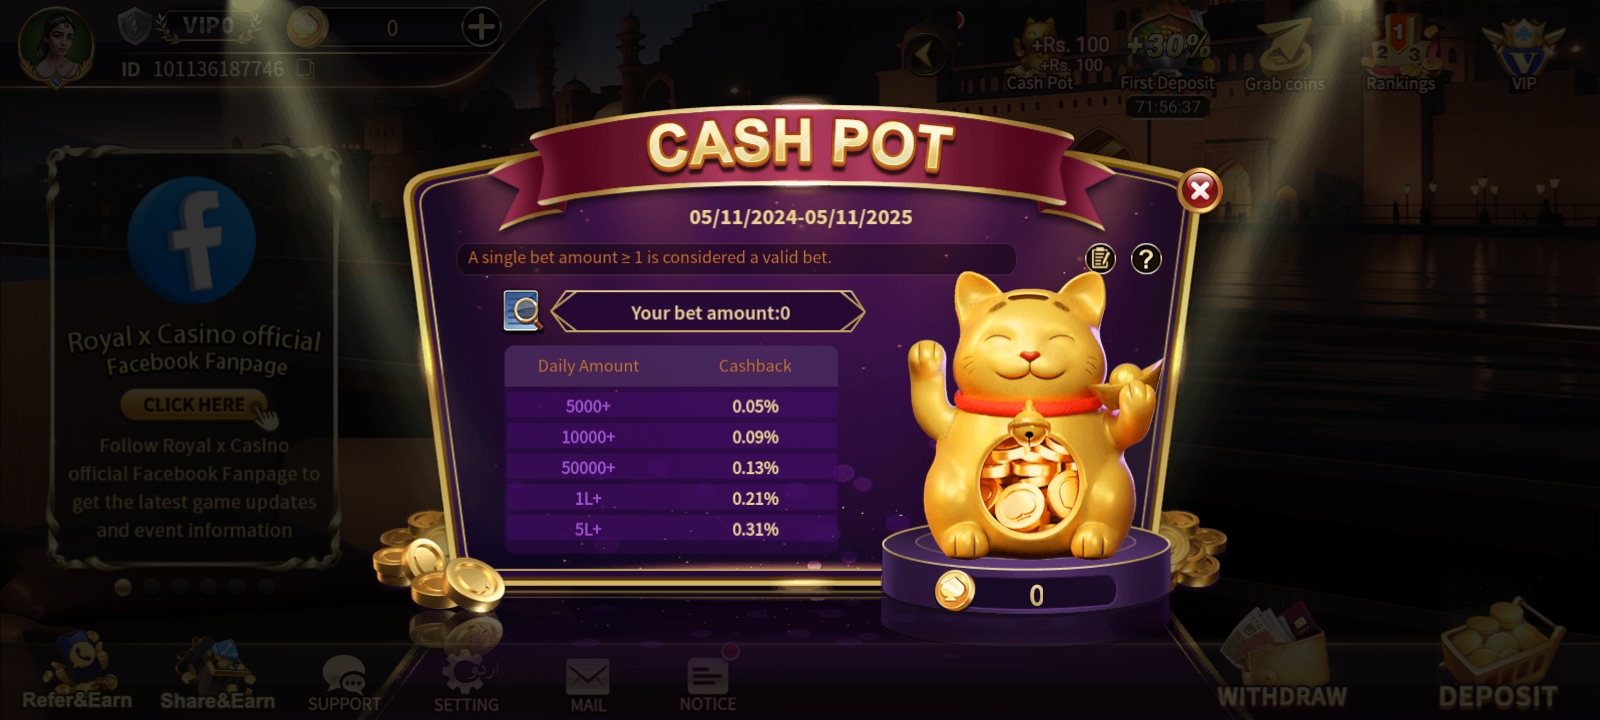 VIP0
0
ID 101136187746
+Rs. 100
+Rs. 100
Cash Pot
+30%
First Deposit
71:56:37
Grab coins
1
2 3
Rankings
V
VIP
CASH POT
05/11/2024-05/11/2025
A single bet amount ≥ 1 is considered a valid bet.
?
Your bet amount:0
Daily Amount Cashback
5000+ 0.05%
10000+ 0.09%
50000+ 0.13%
1L+ 0.21%
5L+ 0.31%
0
f
Royal x Casino official
Facebook Fanpage
CLICK HERE
Follow Royal x Casino
official Facebook Fanpage to
get the latest game updates
and event information
Refer&Earn
Share&Earn
SUPPORT
اردو
SETTING
MAIL
NOTICE
WITHDRAW
DEPOSIT